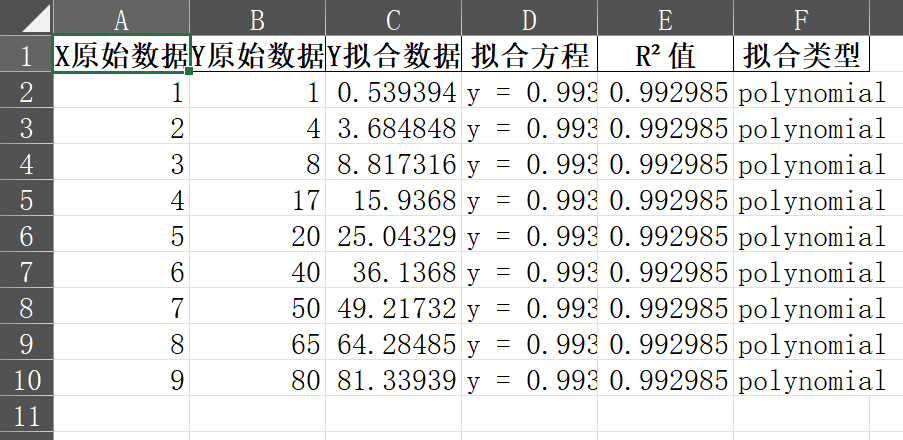 A B C D E F
1 X原始数据 Y原始数据 Y拟合数据 拟合方程 R² 值 拟合类型
2 1 1 0.539394 y = 0.993 0.992985 polynomial
3 2 4 3.684848 y = 0.993 0.992985 polynomial
4 3 8 8.817316 y = 0.993 0.992985 polynomial
5 4 17 15.9368 y = 0.993 0.992985 polynomial
6 5 20 25.04329 y = 0.993 0.992985 polynomial
7 6 40 36.1368 y = 0.993 0.992985 polynomial
8 7 50 49.21732 y = 0.993 0.992985 polynomial
9 8 65 64.28485 y = 0.993 0.992985 polynomial
10 9 80 81.33939 y = 0.993 0.992985 polynomial
11